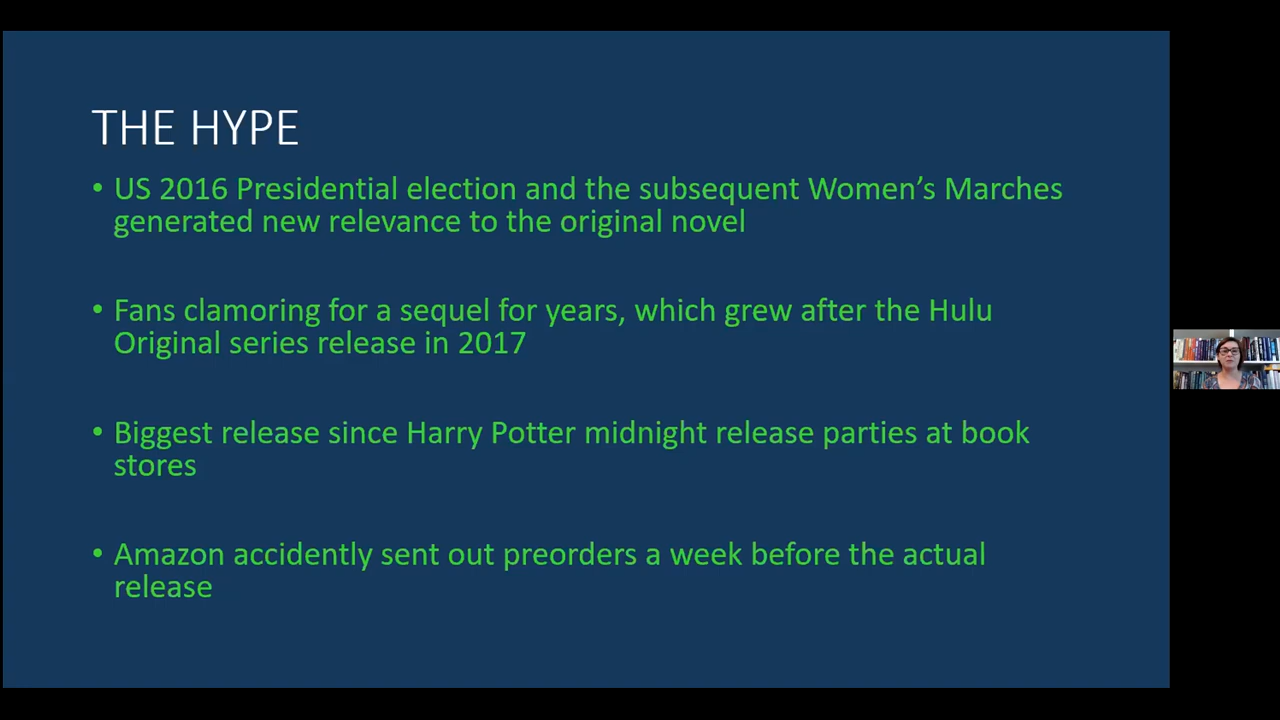 THE HYPE
• US 2016 Presidential election and the subsequent Women’s Marches
generated new relevance to the original novel
• Fans clamoring for a sequel for years, which grew after the Hulu
Original series release in 2017
• Biggest release since Harry Potter midnight release parties at book
stores
• Amazon accidently sent out preorders a week before the actual
release